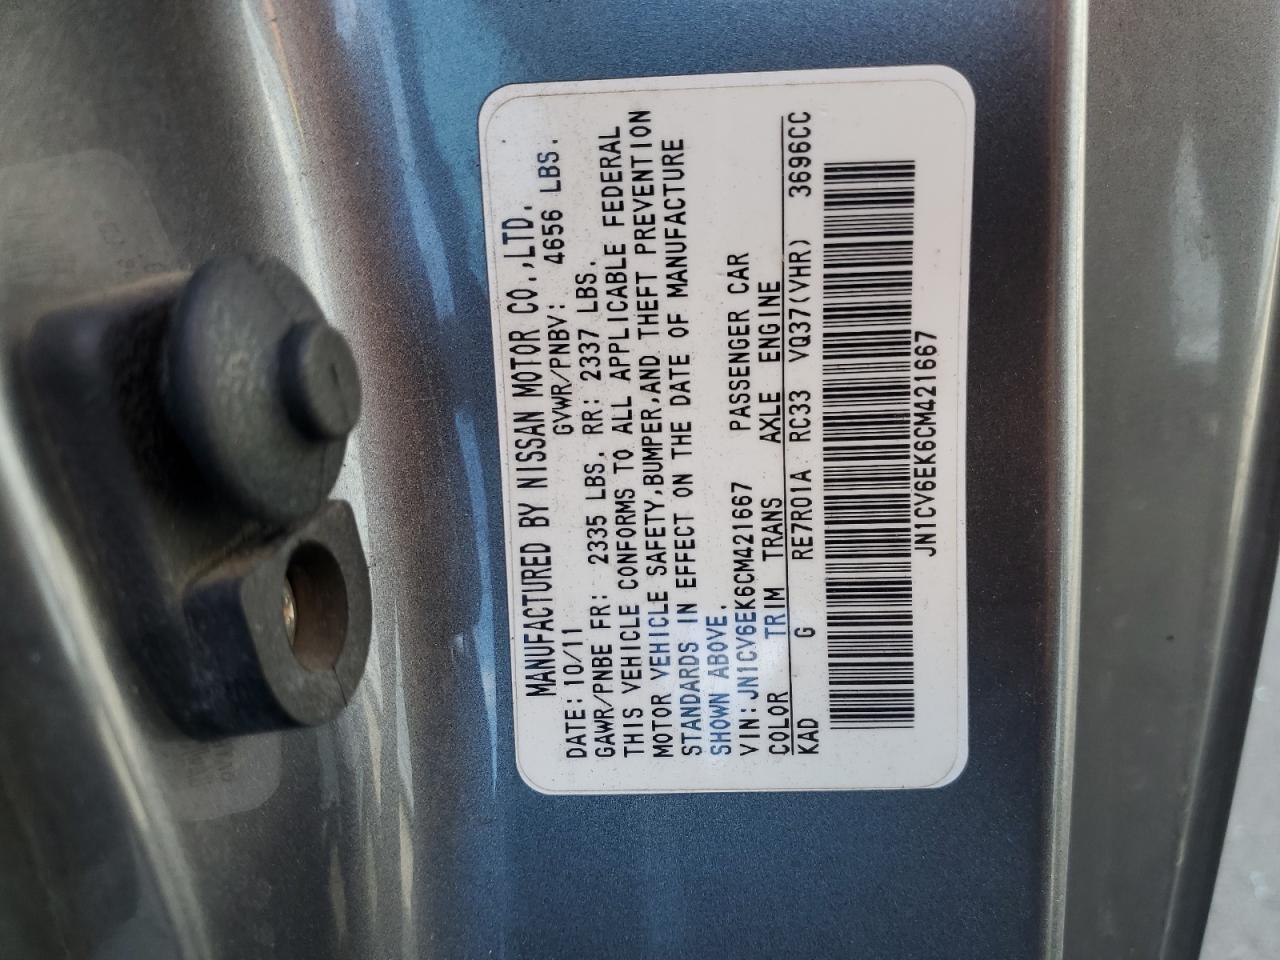 MANUFACTURED BY NISSAN MOTOR CO.,LTD.
DATE: 10/11 GVWR/PNBV: 4656 LBS.
GAWR/PNBE FR: 2335 LBS. RR: 2337 LBS.
THIS VEHICLE CONFORMS TO ALL APPLICABLE FEDERAL
MOTOR VEHICLE SAFETY,BUMPER,AND THEFT PREVENTION
STANDARDS IN EFFECT ON THE DATE OF MANUFACTURE
SHOWN ABOVE.
VIN: JN1CV6EK6CM421667 PASSENGER CAR
COLOR TRIM TRANS AXLE ENGINE
KAD G RE7R01A RC33 VQ37(VHR) 3696CC
JN1CV6EK6CM421667